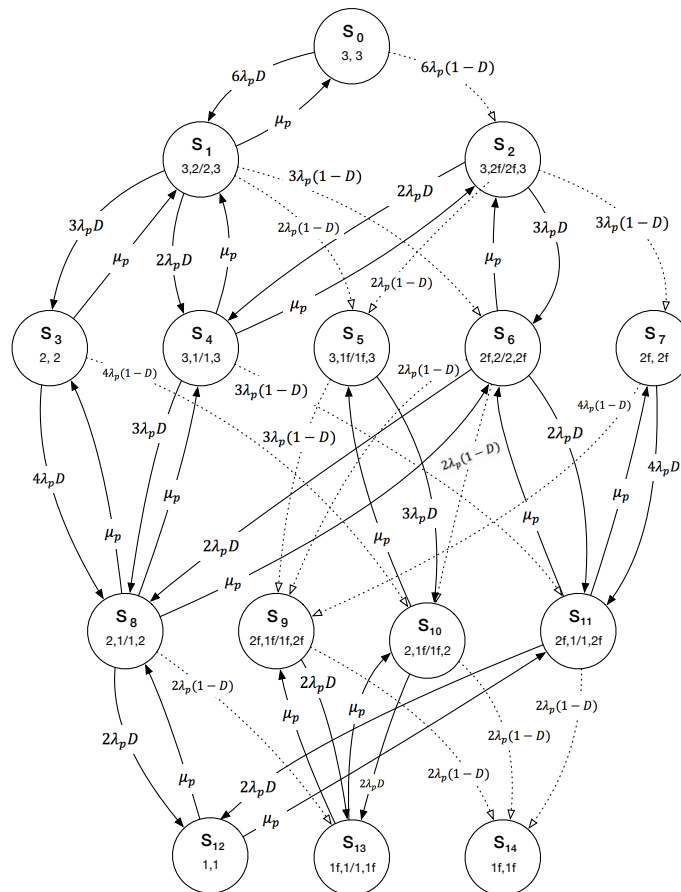 S₀
3, 3
6λₚD
6λₚ(1−D)
μₚ
S₁
3,2/2,3
S₂
3,2f/2f,3
3λₚ(1−D)
2λₚD
3λₚD
3λₚ(1−D)
3λₚD
2λₚ(1−D)
μₚ
2λₚD
μₚ
μₚ
2λₚ(1−D)
μₚ
S₃
2, 2
S₄
3,1/1,3
S₅
3,1f/1f,3
S₆
2f,2/2,2f
S₇
2f, 2f
4λₚ(1−D)
3λₚ(1−D)
2λₚ(1−D)
4λₚ(1−D)
3λₚD
3λₚ(1−D)
2λₚD
2λₚ(1−D)
4λₚD
4λₚD
μₚ
μₚ
3λₚD
μₚ
μₚ
μₚ
2λₚD
μₚ
S₈
2,1/1,2
S₉
2f,1f/1f,2f
S₁₀
2,1f/1f,2
S₁₁
2f,1/1,2f
2λₚ(1−D)
2λₚD
2λₚ(1−D)
μₚ
μₚ
2λₚD
μₚ
2λₚD
2λₚD
2λₚ(1−D)
μₚ
S₁₂
1,1
S₁₃
1f,1/1,1f
S₁₄
1f,1f